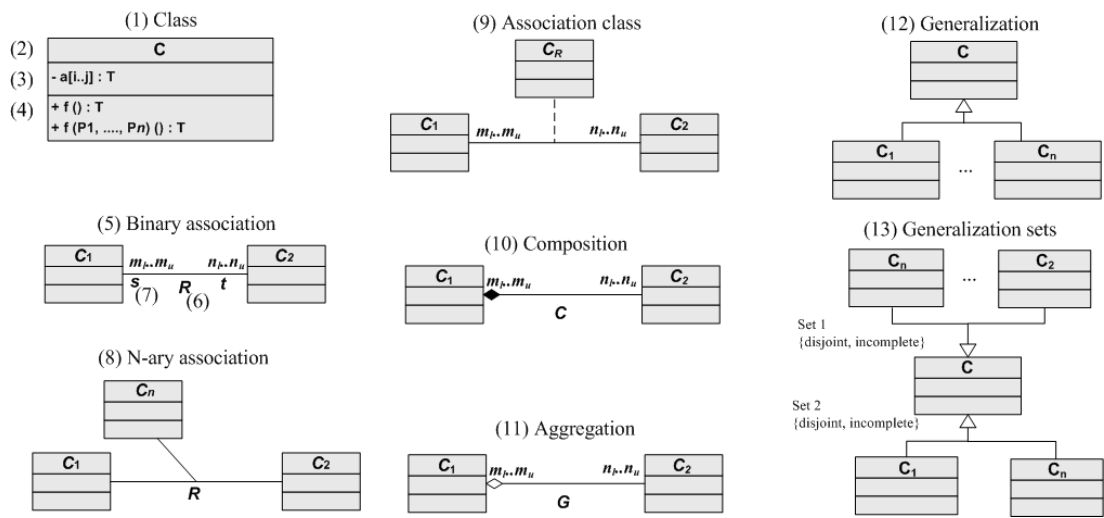 (1) Class
(2)
C
(3)
- a[i..j] : T
(4)
+ f () : T
+ f (P1, ...., Pn) () : T
(5) Binary association
C1
ml..mu
nl..nu
C2
s
(7)
R
(6)
t
(8) N-ary association
Cn
C1
C2
R
(9) Association class
CR
C1
ml..mu
nl..nu
C2
(10) Composition
C1
ml..mu
nl..nu
C2
C
(11) Aggregation
C1
ml..mu
nl..nu
C2
G
(12) Generalization
C
C1
...
Cn
(13) Generalization sets
Cn
...
C2
Set 1
{disjoint, incomplete}
C
Set 2
{disjoint, incomplete}
C1
...
Cn